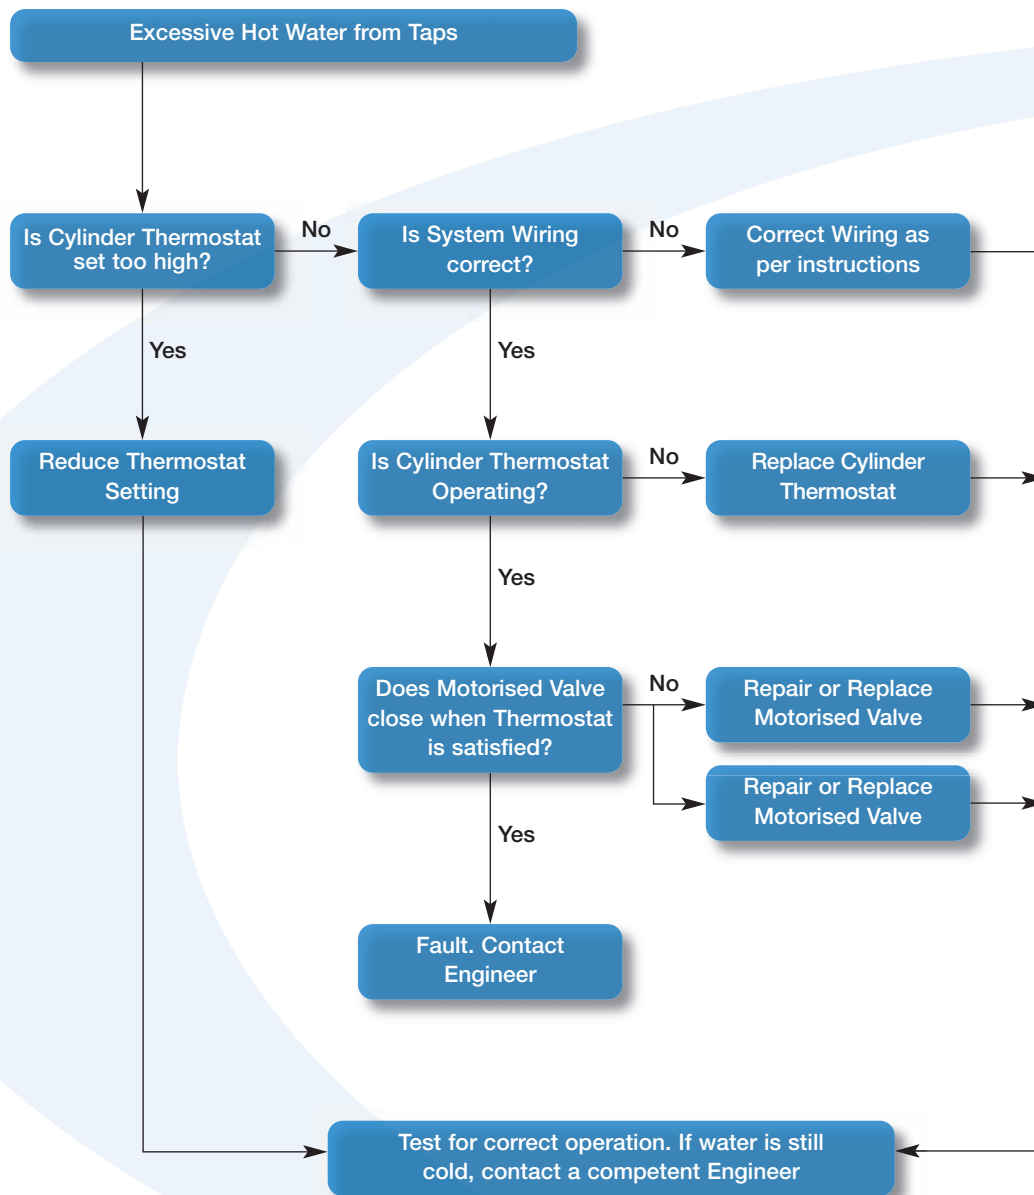 Excessive Hot Water from Taps
Is Cylinder Thermostat
set too high?
No
Is System Wiring
correct?
No
Correct Wiring as
per instructions
Yes
Yes
Reduce Thermostat
Setting
Is Cylinder Thermostat
Operating?
No
Replace Cylinder
Thermostat
Yes
Does Motorised Valve
close when Thermostat
is satisfied?
No
Repair or Replace
Motorised Valve
Repair or Replace
Motorised Valve
Yes
Fault. Contact
Engineer
Test for correct operation. If water is still
cold, contact a competent Engineer